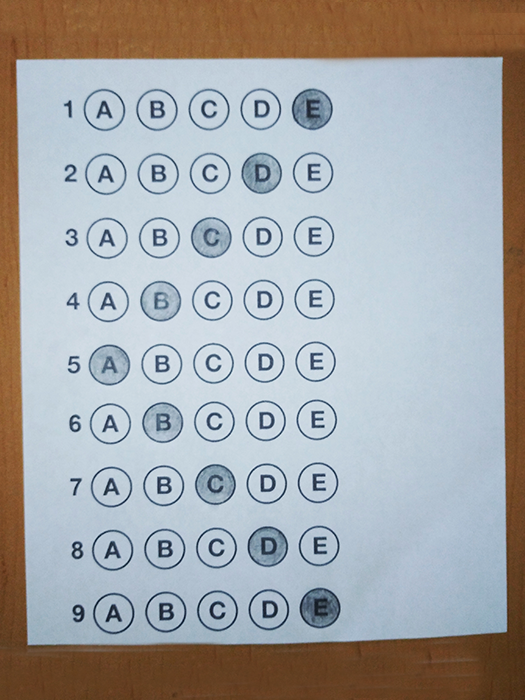 1 A B C D E
2 A B C D E
3 A B C D E
4 A B C D E
5 A B C D E
6 A B C D E
7 A B C D E
8 A B C D E
9 A B C D E